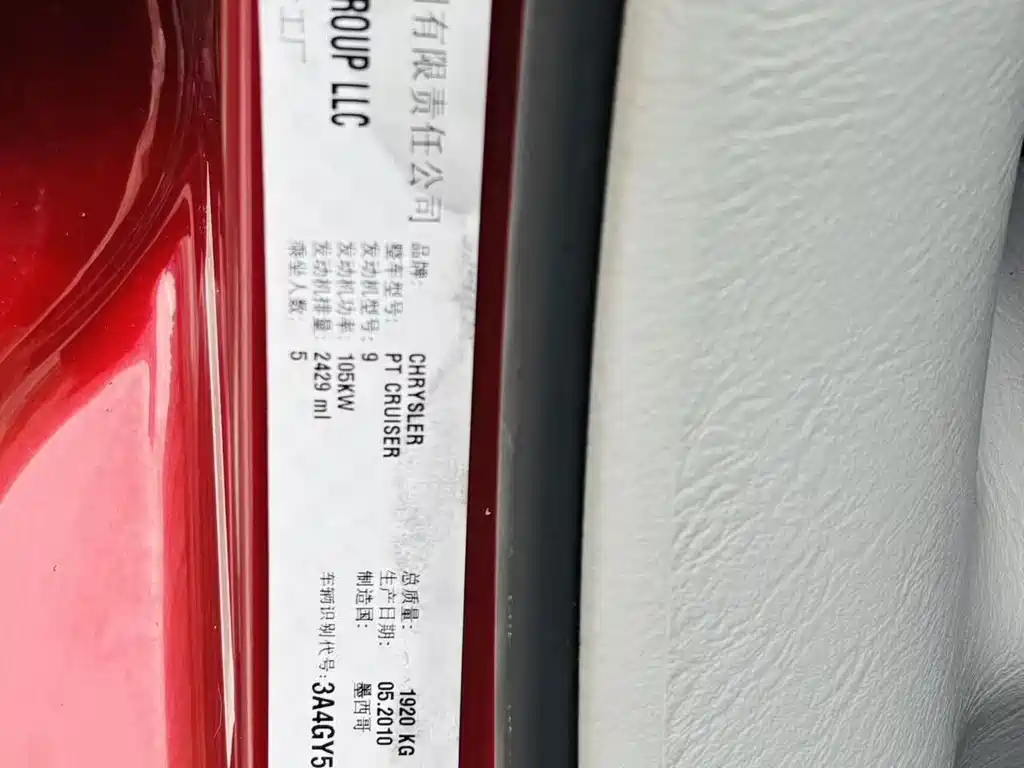 有限责任公司
ROUP LLC
工厂
品牌: CHRYSLER
整车型号: PT CRUISER
发动机型号: 9
发动机功率: 105KW
发动机排量: 2429 ml
乘坐人数: 5
总质量: 1920 KG
生产日期: 05.2010
制造国: 墨西哥
车辆识别代号: 3A4GY5